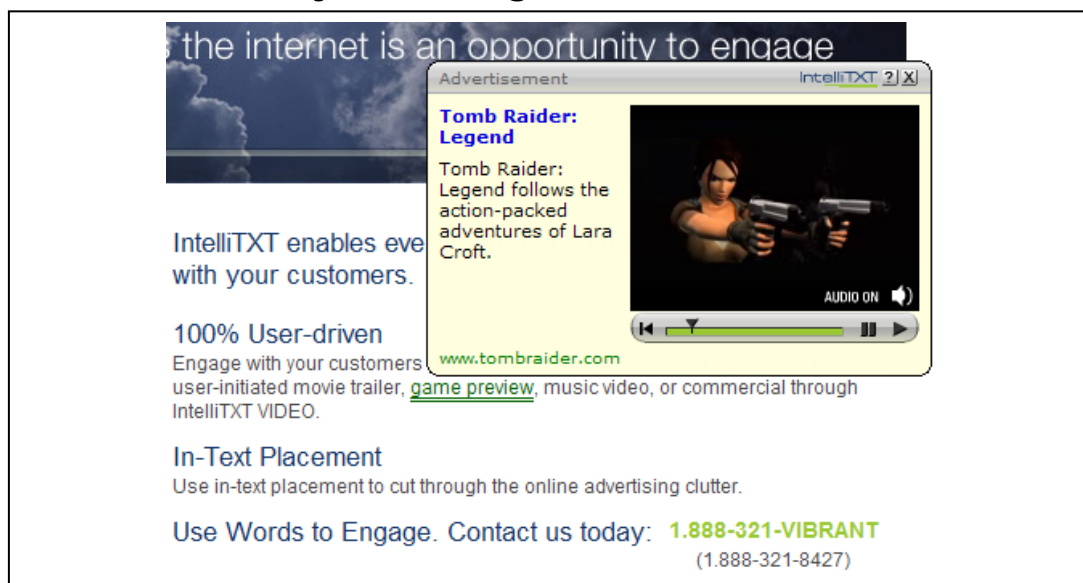 the internet is an opportunity to engage
Advertisement IntelliTXT ? X
Tomb Raider:
Legend
Tomb Raider:
Legend follows the
action-packed
adventures of Lara
Croft.
AUDIO ON
www.tombraider.com
IntelliTXT enables eve
with your customers.
100% User-driven
Engage with your customers
user-initiated movie trailer, game preview, music video, or commercial through
IntelliTXT VIDEO.
In-Text Placement
Use in-text placement to cut through the online advertising clutter.
Use Words to Engage. Contact us today: 1.888-321-VIBRANT
(1.888-321-8427)